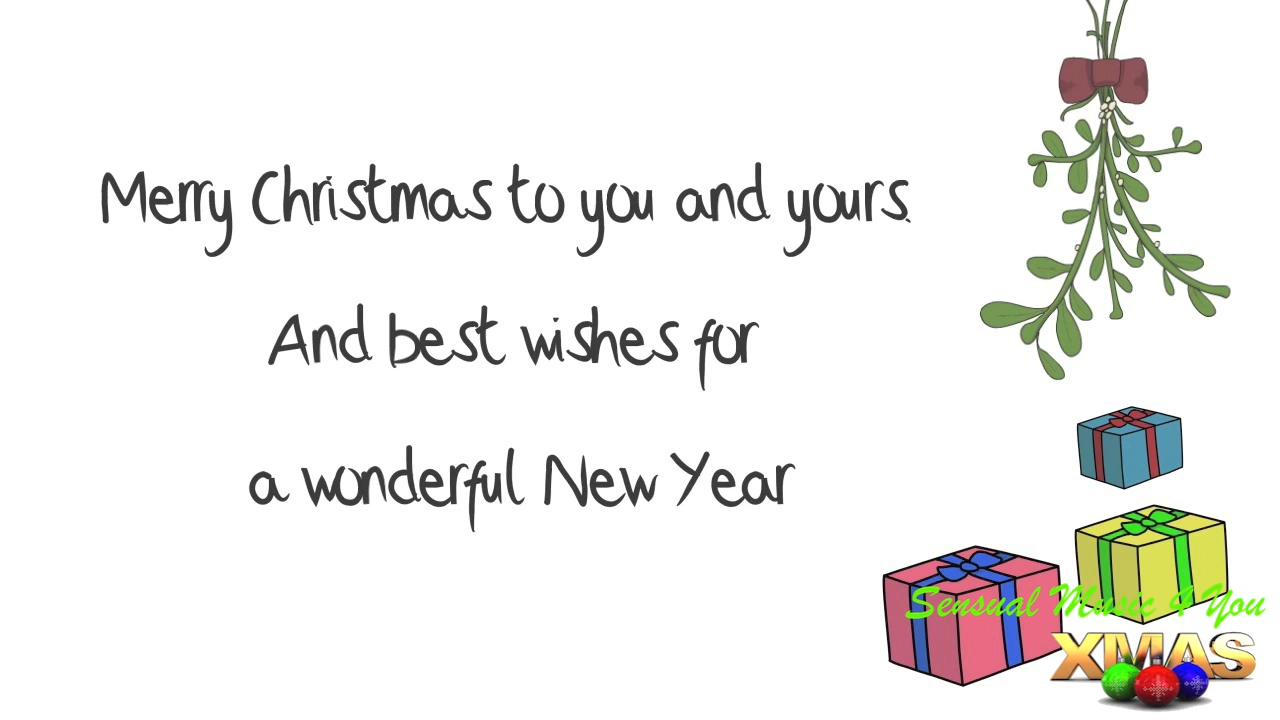 Merry Christmas to you and yours.
And best wishes for
a wonderful New Year
Sensual Music 4 You
XMAS